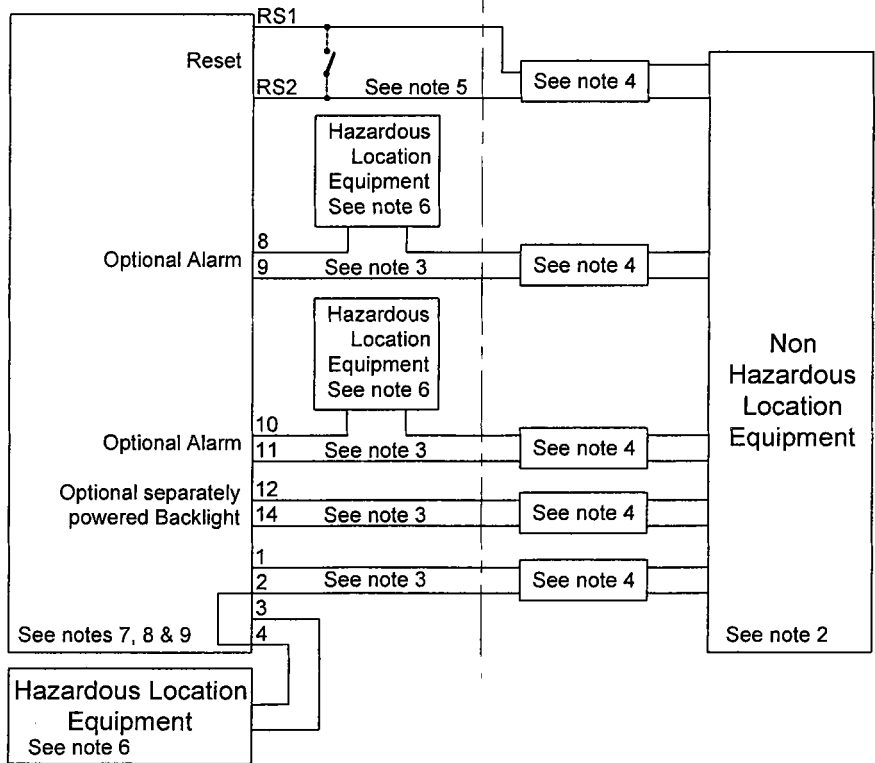 RS1
Reset
RS2
See note 5
See note 4
Hazardous
Location
Equipment
See note 6
8
Optional Alarm
9
See note 3
See note 4
Hazardous
Location
Equipment
See note 6
Non
Hazardous
Location
Equipment
10
Optional Alarm
11
See note 3
See note 4
Optional separately
powered Backlight
12
14
See note 3
See note 4
1
2
See note 3
See note 4
3
4
See notes 7, 8 & 9
See note 2
Hazardous Location
Equipment
See note 6